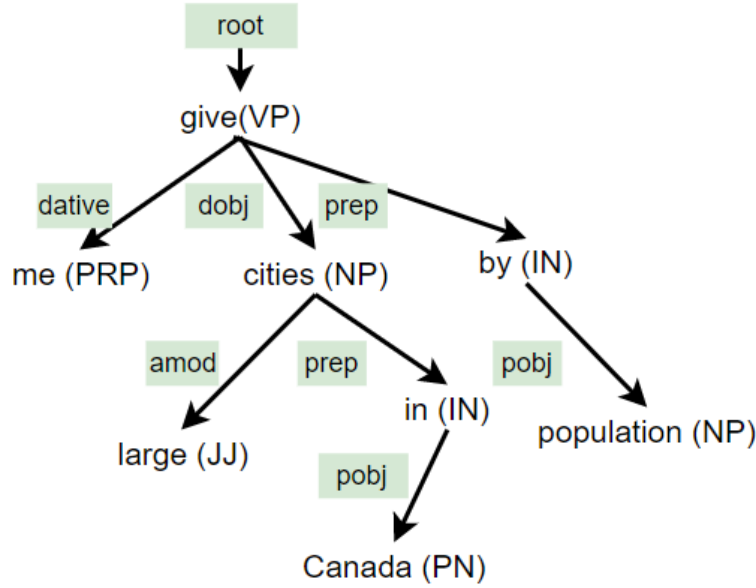 root
give(VP)
dative
dobj
prep
me (PRP)
cities (NP)
by (IN)
amod
prep
pobj
large (JJ)
in (IN)
population (NP)
pobj
Canada (PN)